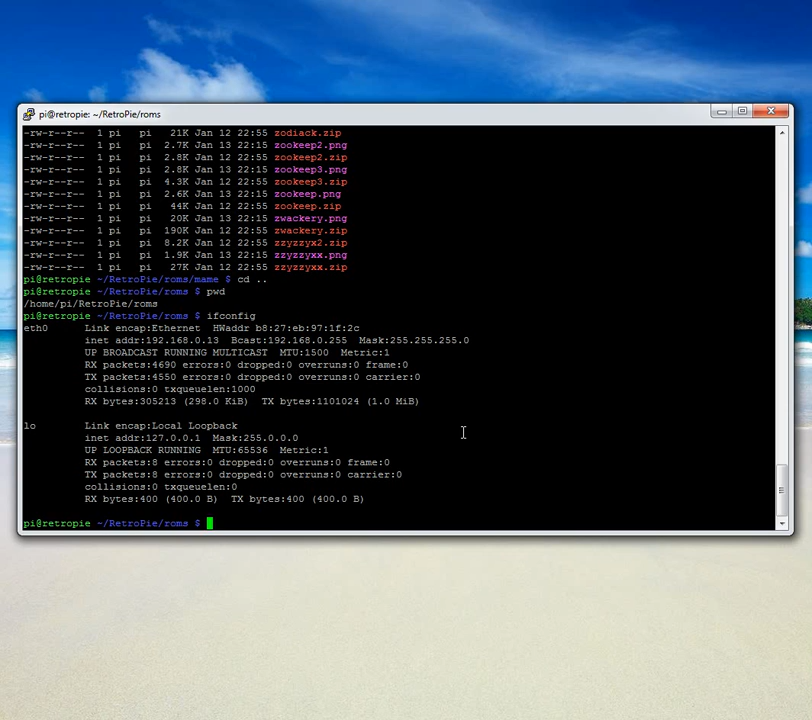 pi@retropie: ~/RetroPie/roms
-rw-r--r-- 1 pi pi 21K Jan 12 22:55 zodiack.zip
-rw-r--r-- 1 pi pi 2.7K Jan 13 22:15 zookeep2.png
-rw-r--r-- 1 pi pi 2.8K Jan 12 22:55 zookeep2.zip
-rw-r--r-- 1 pi pi 2.8K Jan 13 22:15 zookeep3.png
-rw-r--r-- 1 pi pi 4.3K Jan 12 22:55 zookeep3.zip
-rw-r--r-- 1 pi pi 2.6K Jan 13 22:15 zookeep.png
-rw-r--r-- 1 pi pi 44K Jan 12 22:55 zookeep.zip
-rw-r--r-- 1 pi pi 20K Jan 13 22:15 zwackery.png
-rw-r--r-- 1 pi pi 190K Jan 12 22:55 zwackery.zip
-rw-r--r-- 1 pi pi 8.2K Jan 12 22:55 zzyzzyx2.zip
-rw-r--r-- 1 pi pi 1.9K Jan 13 22:15 zzyzzyxx.png
-rw-r--r-- 1 pi pi 27K Jan 12 22:55 zzyzzyxx.zip
pi@retropie ~/RetroPie/roms/mame $ cd ..
pi@retropie ~/RetroPie/roms $ pwd
/home/pi/RetroPie/roms
pi@retropie ~/RetroPie/roms $ ifconfig
eth0 Link encap:Ethernet HWaddr b8:27:eb:97:1f:2c
inet addr:192.168.0.13 Bcast:192.168.0.255 Mask:255.255.255.0
UP BROADCAST RUNNING MULTICAST MTU:1500 Metric:1
RX packets:4690 errors:0 dropped:0 overruns:0 frame:0
TX packets:4550 errors:0 dropped:0 overruns:0 carrier:0
collisions:0 txqueuelen:1000
RX bytes:305213 (298.0 KiB) TX bytes:1101024 (1.0 MiB)
lo Link encap:Local Loopback
inet addr:127.0.0.1 Mask:255.0.0.0
UP LOOPBACK RUNNING MTU:65536 Metric:1
RX packets:8 errors:0 dropped:0 overruns:0 frame:0
TX packets:8 errors:0 dropped:0 overruns:0 carrier:0
collisions:0 txqueuelen:0
RX bytes:400 (400.0 B) TX bytes:400 (400.0 B)
pi@retropie ~/RetroPie/roms $